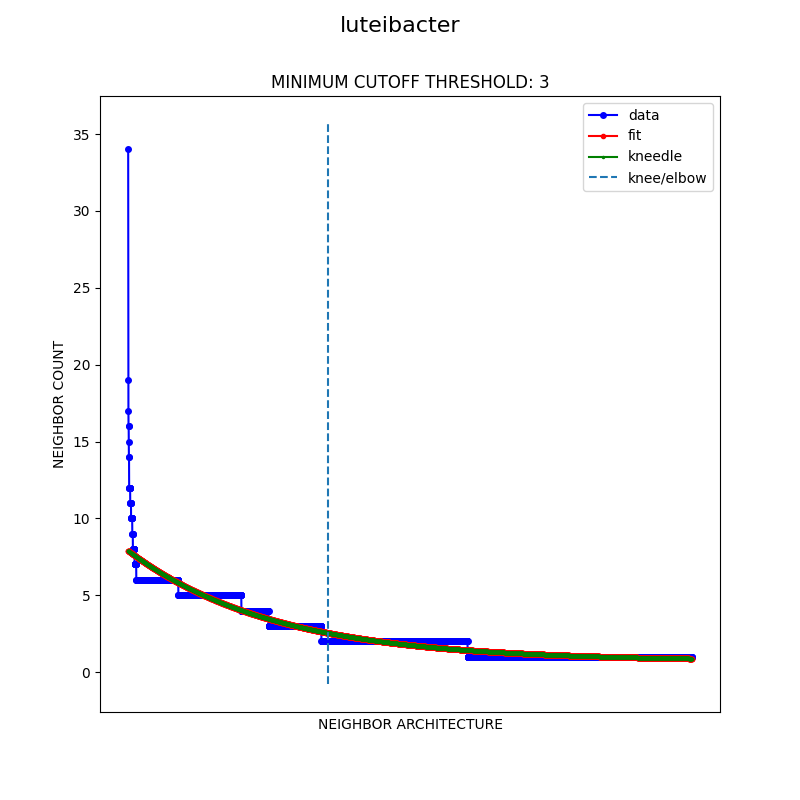 luteibacter
MINIMUM CUTOFF THRESHOLD: 3
data
fit
kneedle
knee/elbow
35
30
25
20
15
10
5
0
NEIGHBOR COUNT
NEIGHBOR ARCHITECTURE